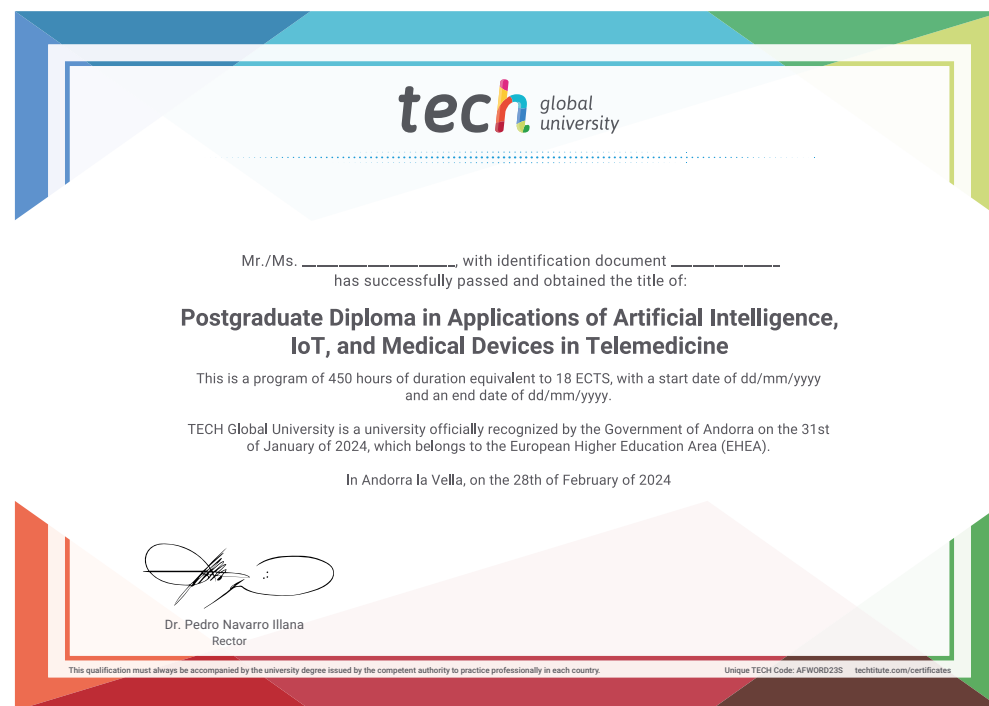 tech global
university
Mr./Ms. ____________________, with identification document ______________
has successfully passed and obtained the title of:
Postgraduate Diploma in Applications of Artificial Intelligence,
IoT, and Medical Devices in Telemedicine
This is a program of 450 hours of duration equivalent to 18 ECTS, with a start date of dd/mm/yyyy
and an end date of dd/mm/yyyy.
TECH Global University is a university officially recognized by the Government of Andorra on the 31st
of January of 2024, which belongs to the European Higher Education Area (EHEA).
In Andorra la Vella, on the 28th of February of 2024
Dr. Pedro Navarro Illana
Rector
This qualification must always be accompanied by the university degree issued by the competent authority to practice professionally in each country. Unique TECH Code: AFWORD23S techtitute.com/certificates